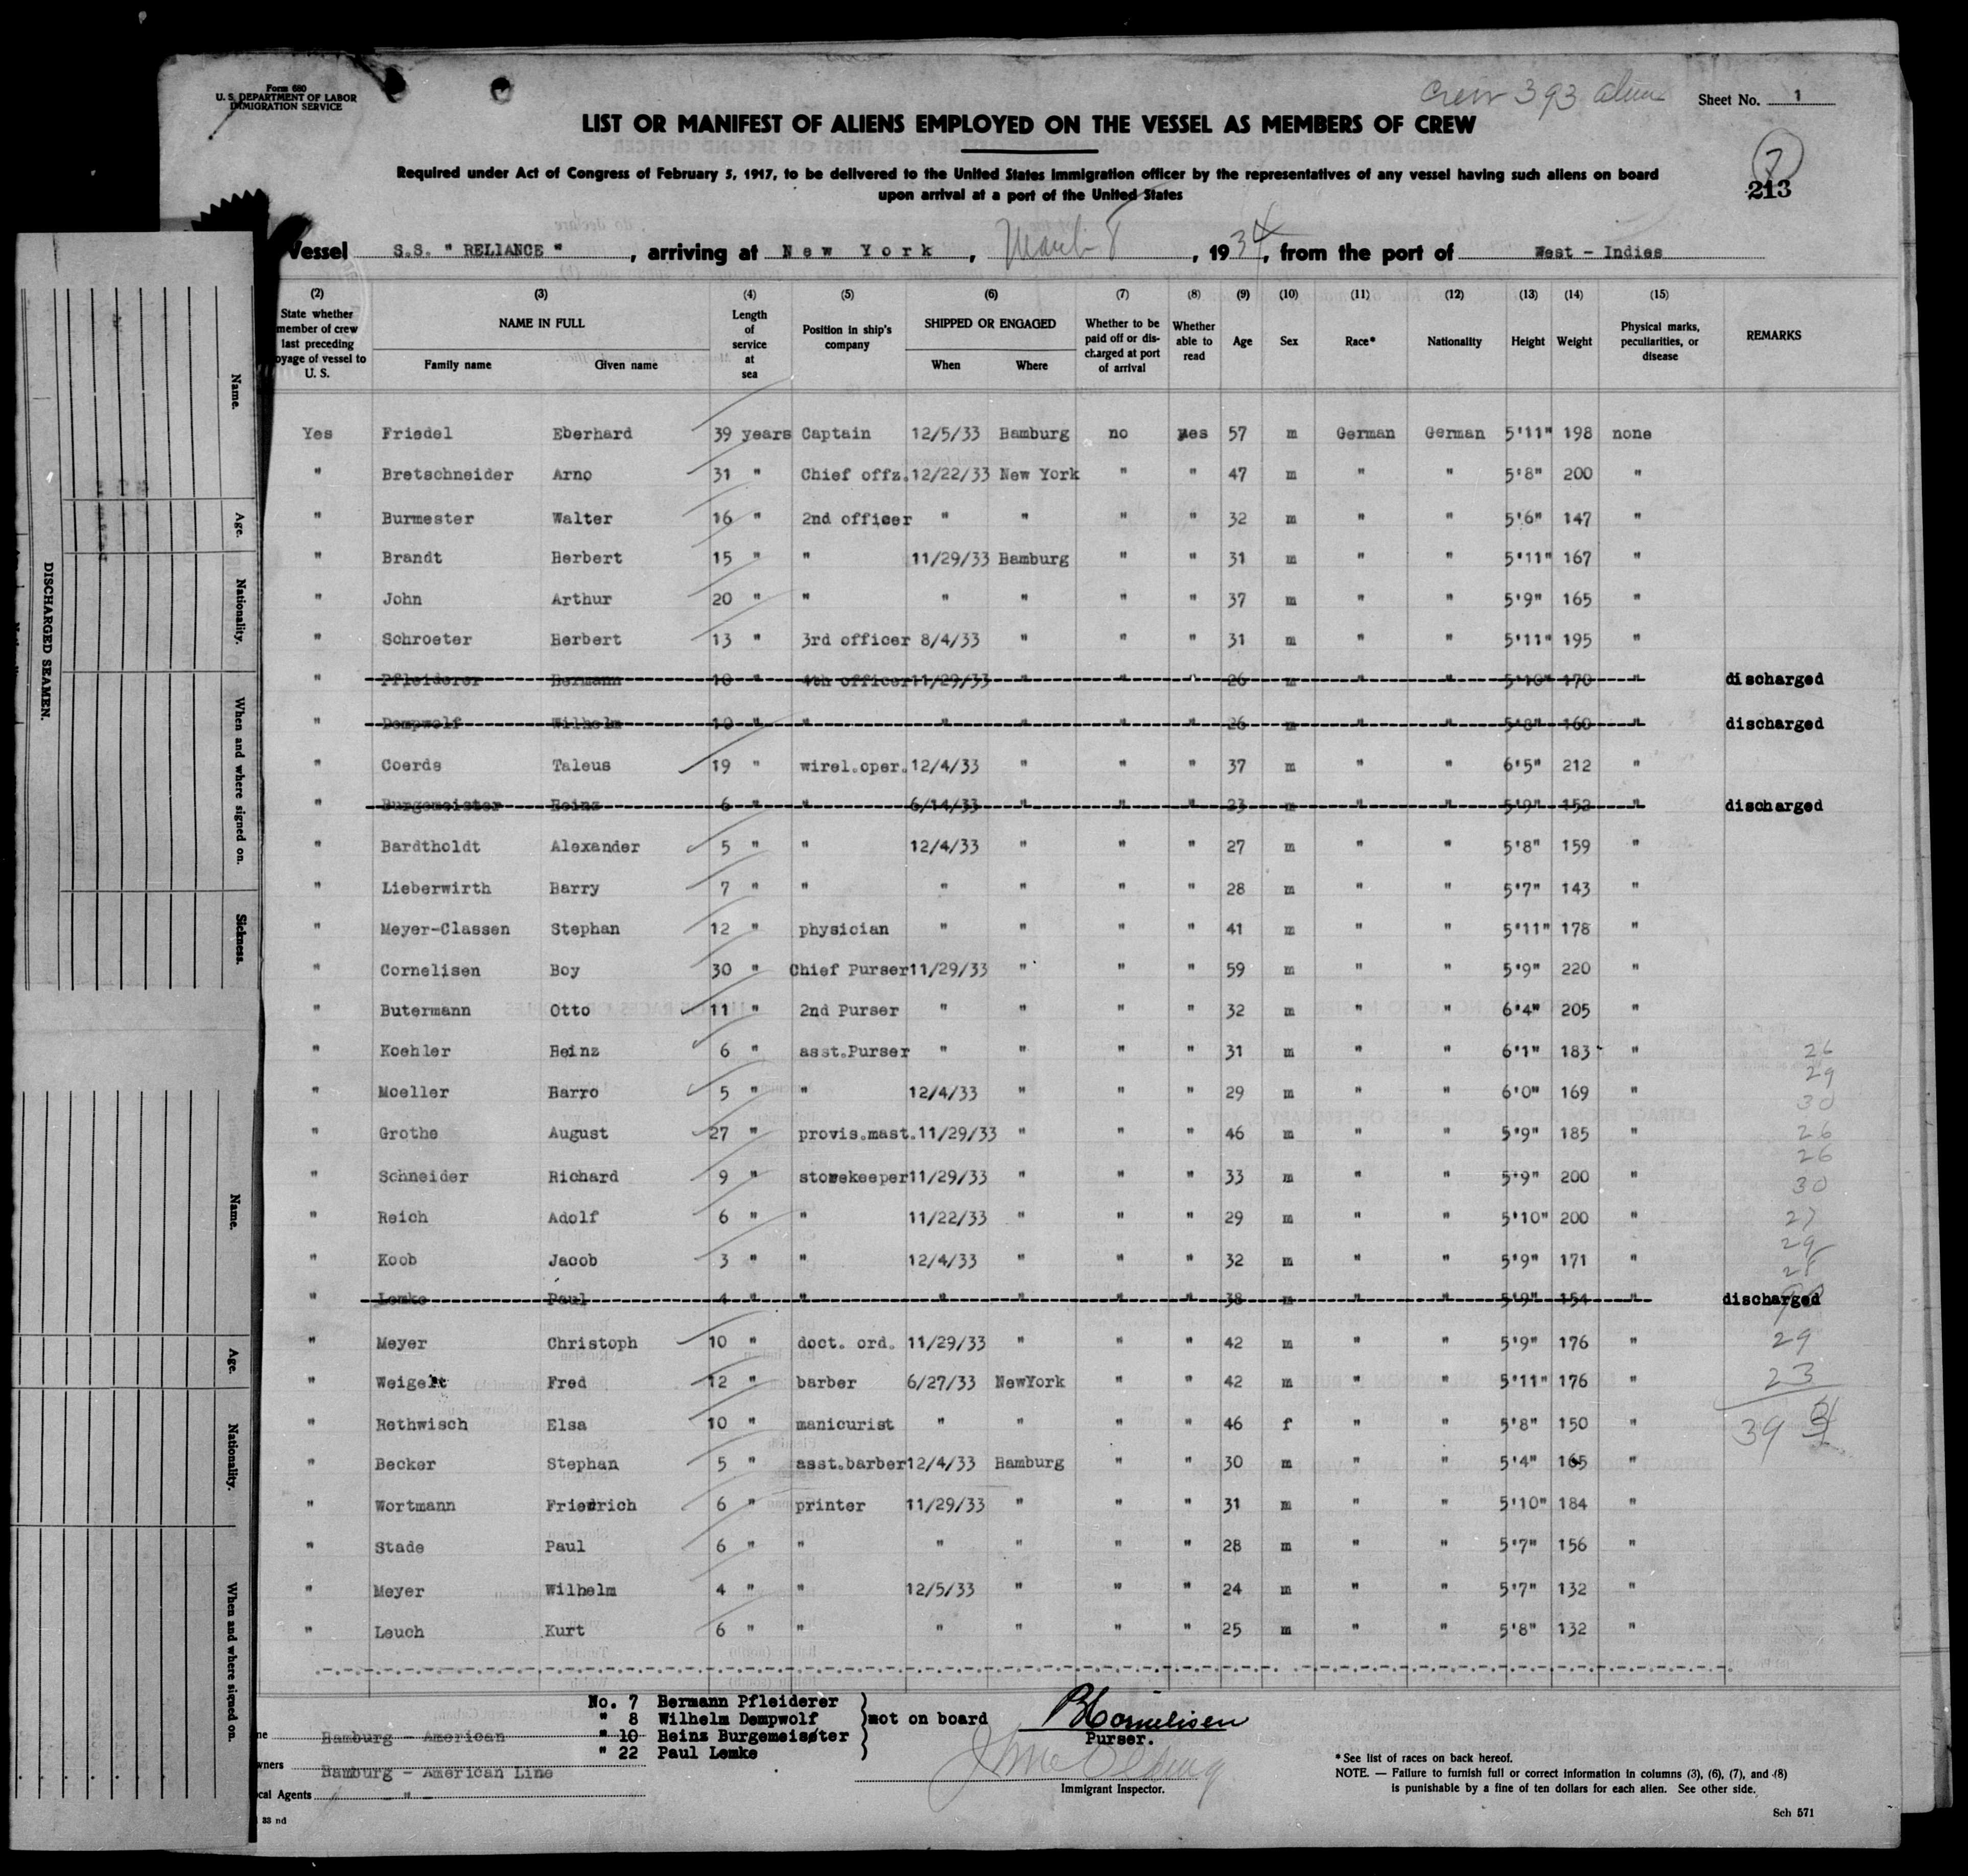 Form 680
U. S. DEPARTMENT OF LABOR
IMMIGRATION SERVICE
Crew 393 alien
Sheet No. 1
LIST OR MANIFEST OF ALIENS EMPLOYED ON THE VESSEL AS MEMBERS OF CREW
7
213
Required under Act of Congress of February 5, 1917, to be delivered to the United States immigration officer by the representatives of any vessel having such aliens on board
upon arrival at a port of the United States
Vessel S.S. " RELIANCE " , arriving at New York , March 8 , 1934, from the port of West - Indies
(2) (3) (4) (5) (6) (7) (8) (9) (10) (11) (12) (13) (14) (15)
State whether member of crew last preceding voyage of vessel to U. S. NAME IN FULL Family name Given name Length of service at sea Position in ship's company SHIPPED OR ENGAGED When Where Whether to be paid off or discharged at port of arrival Whether able to read Age Sex Race* Nationality Height Weight Physical marks, peculiarities, or disease REMARKS
Yes Friedel Eberhard 39 years Captain 12/5/33 Hamburg no yes 57 m German German 5'11" 198 none
" Bretschneider Arno 31 " Chief offz. 12/22/33 New York " " 47 m " " 5'8" 200 "
" Burmester Walter 16 " 2nd officer " " " " 32 m " " 5'6" 147 "
" Brandt Herbert 15 " " 11/29/33 Hamburg " " 31 m " " 5'11" 167 "
" John Arthur 20 " " " " " " 37 m " " 5'9" 165 "
" Schroeter Herbert 13 " 3rd officer 8/4/33 " " " 31 m " " 5'11" 195 "
" Pfleiderer Hermann 10 " 4th officer 11/29/33 " " " 26 m " " 5'10" 170 " discharged
" Dempwolf Wilhelm 10 " " " " " " 26 m " " 5'8" 160 " discharged
" Coerds Taleus 19 " wirel.oper. 12/4/33 " " " 37 m " " 6'5" 212 "
" Burgemeister Heinz 6 " " 6/14/33 " " " 23 m " " 5'9" 152 " discharged
" Bardtholdt Alexander 5 " " 12/4/33 " " " 27 m " " 5'8" 159 "
" Lieberwirth Harry 7 " " " " " " 28 m " " 5'7" 143 "
" Meyer-Classen Stephan 12 " physician " " " " 41 m " " 5'11" 178 "
" Cornelisen Boy 30 " Chief Purser 11/29/33 " " " 59 m " " 5'9" 220 "
" Butermann Otto 11 " 2nd Purser " " " " 32 m " " 6'4" 205 "
" Koehler Heinz 6 " asst.Purser " " " " 31 m " " 6'1" 183 " 26
29
" Moeller Harro 5 " " 12/4/33 " " " 29 m " " 6'0" 169 " 30
" Grothe August 27 " provis.mast. 11/29/33 " " " 46 m " " 5'9" 185 " 26
26
" Schneider Richard 9 " storekeeper 11/29/33 " " " 33 m " " 5'9" 200 " 30
" Reich Adolf 6 " " 11/22/33 " " " 29 m " " 5'10" 200 " 27
29
" Koob Jacob 3 " " 12/4/33 " " " 32 m " " 5'9" 171 "
" Lemke Paul 4 " " " " " " 38 m " " 5'9" 154 " discharged
" Meyer Christoph 10 " doct. ord. 11/29/33 " " " 42 m " " 5'9" 176 " 29
" Weigelt Fred 12 " barber 6/27/33 NewYork " " 42 m " " 5'11" 176 " 23
" Rethwisch Elsa 10 " manicurist " " " " 46 f " " 5'8" 150 " 39
" Becker Stephan 5 " asst.barber 12/4/33 Hamburg " " 30 m " " 5'4" 165 "
" Wortmann Friedrich 6 " printer 11/29/33 " " " 31 m " " 5'10" 184 "
" Stade Paul 6 " " " " " " 28 m " " 5'7" 156 "
" Meyer Wilhelm 4 " " 12/5/33 " " " 24 m " " 5'7" 132 "
" Leuch Kurt 6 " " " " " " 25 m " " 5'8" 132 "
No. 7 Hermann Pfleiderer
" 8 Wilhelm Dempwolf
" 10 Heinz Burgemeister
" 22 Paul Lemke
not on board
BCornelisen
Purser.
Immigrant Inspector.
Hamburg - American
Owners Hamburg - American Line
Local Agents - " -
33 nd
* See list of races on back hereof.
NOTE. — Failure to furnish full or correct information in columns (3), (6), (7), and (8)
is punishable by a fine of ten dollars for each alien. See other side.
Sch 571
DISCHARGED SEAMEN.
Name.
Age.
Nationality.
When and where signed on.
Sickness.
Name.
Age.
Nationality.
When and where signed on.